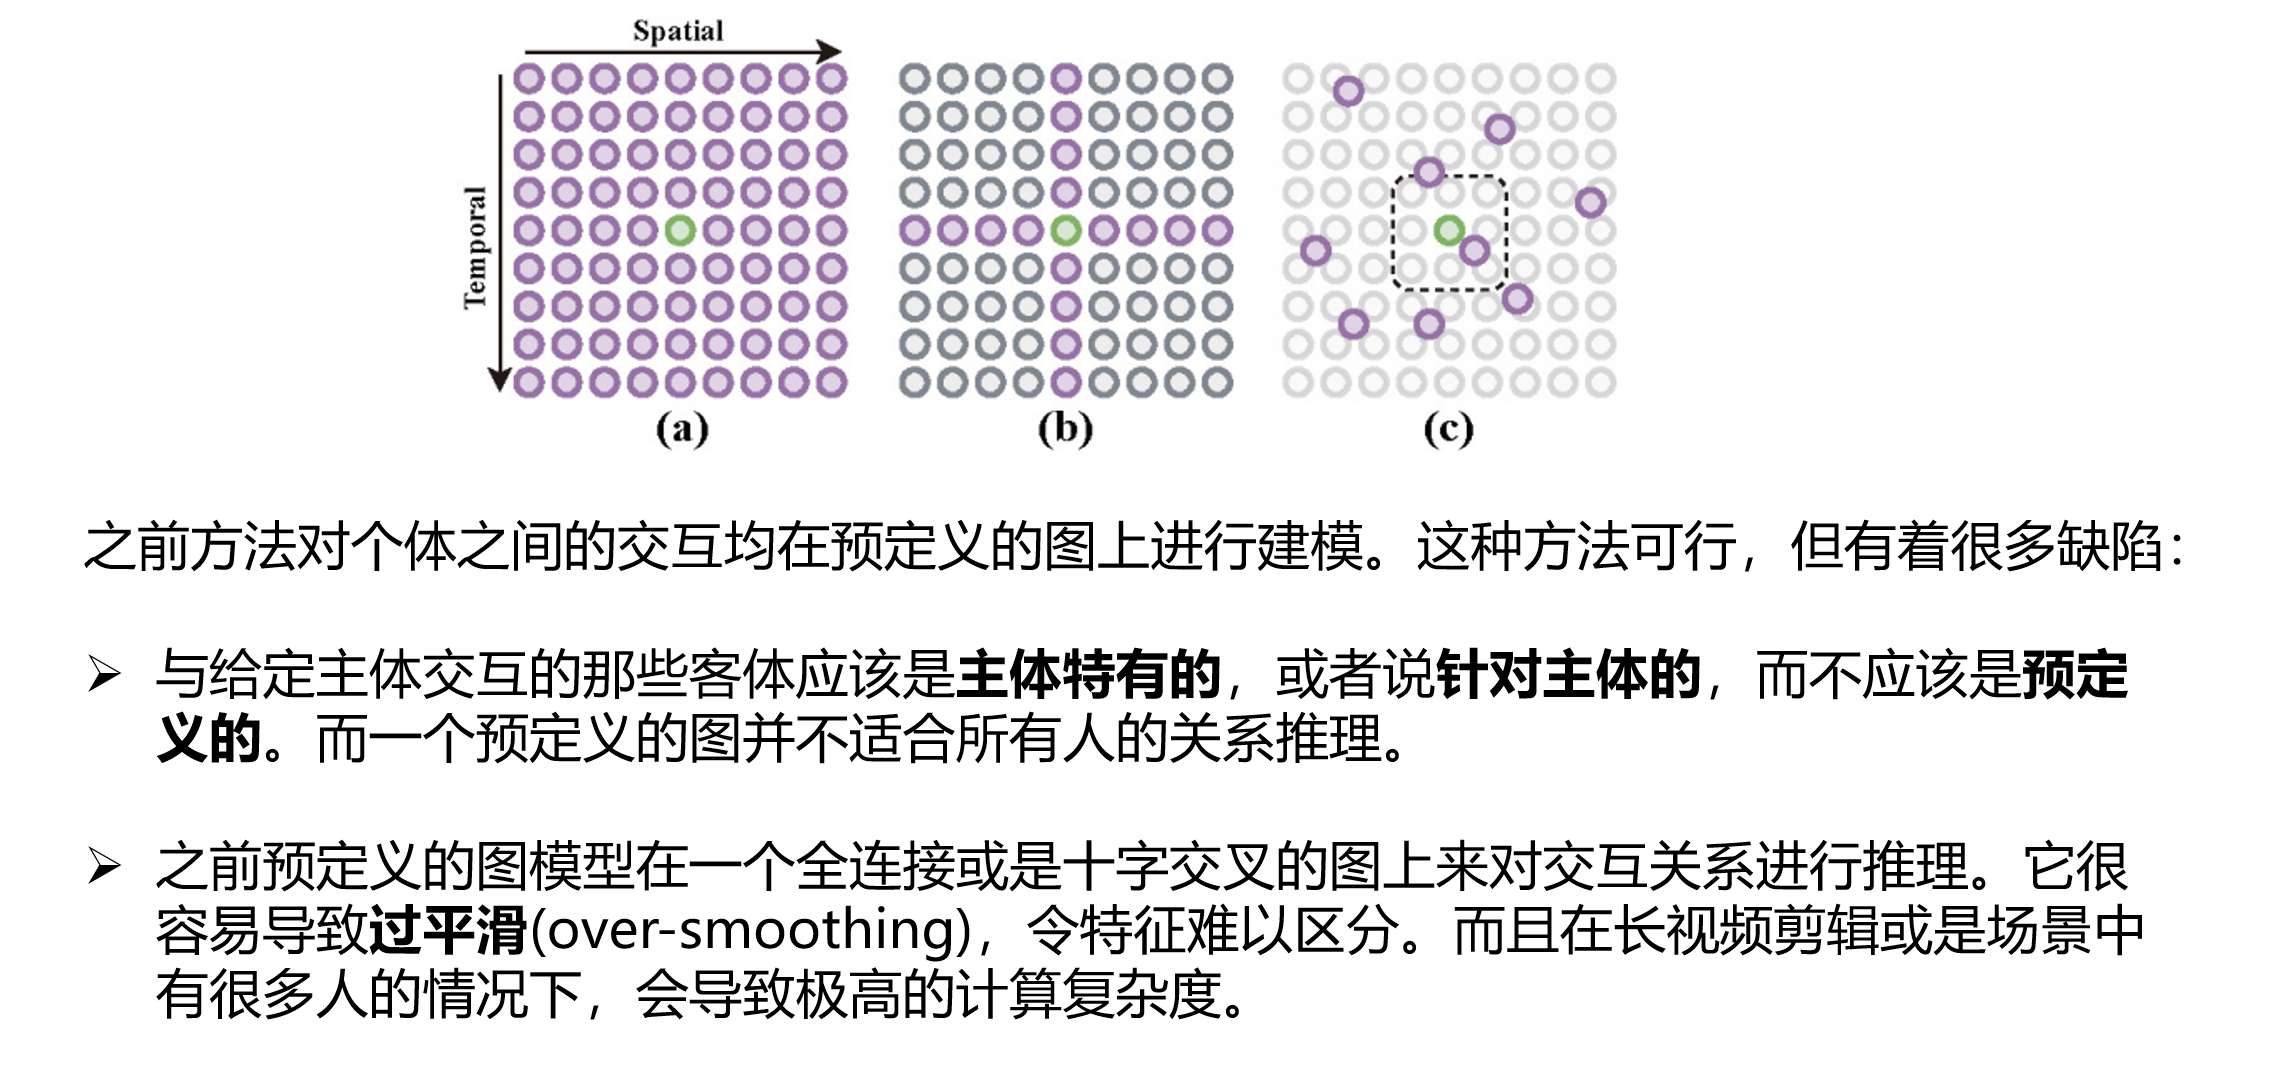 Spatial
Temporal
(a) (b) (c)
之前方法对个体之间的交互均在预定义的图上进行建模。这种方法可行，但有着很多缺陷：
➢ 与给定主体交互的那些客体应该是主体特有的，或者说针对主体的，而不应该是预定
义的。而一个预定义的图并不适合所有人的关系推理。
➢ 之前预定义的图模型在一个全连接或是十字交叉的图上来对交互关系进行推理。它很
容易导致过平滑(over-smoothing)，令特征难以区分。而且在长视频剪辑或是场景中
有很多人的情况下，会导致极高的计算复杂度。